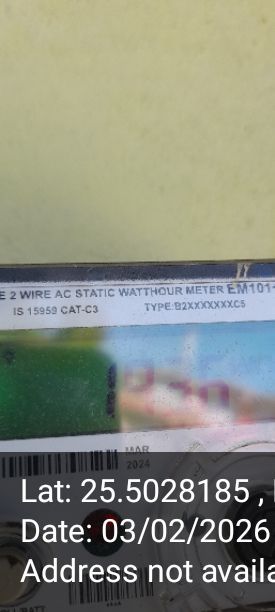 E 2 WIRE AC STATIC WATTHOUR METER EM101-
IS 15959 CAT-C3 TYPE:B2XXXXXXXC5
MAR
2024
Lat: 25.5028185 ,
Date: 03/02/2026
Address not availa